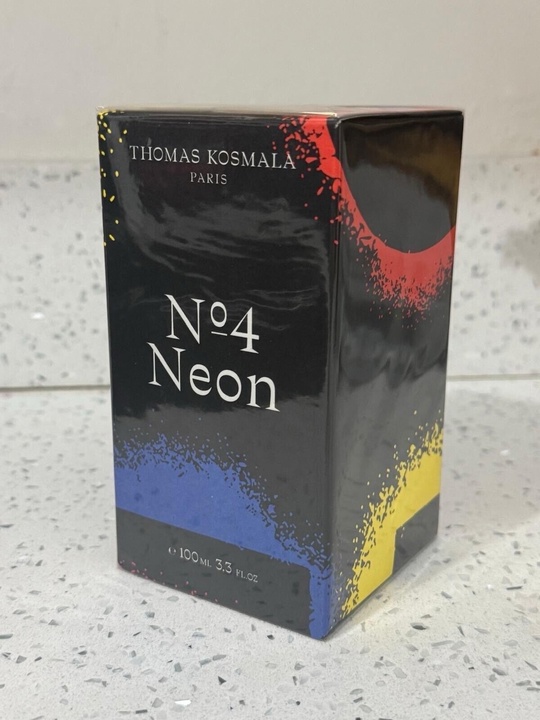 THOMAS KOSMALA
PARIS
Nº4
Neon
℮ 100 ML 3.3 FL.OZ